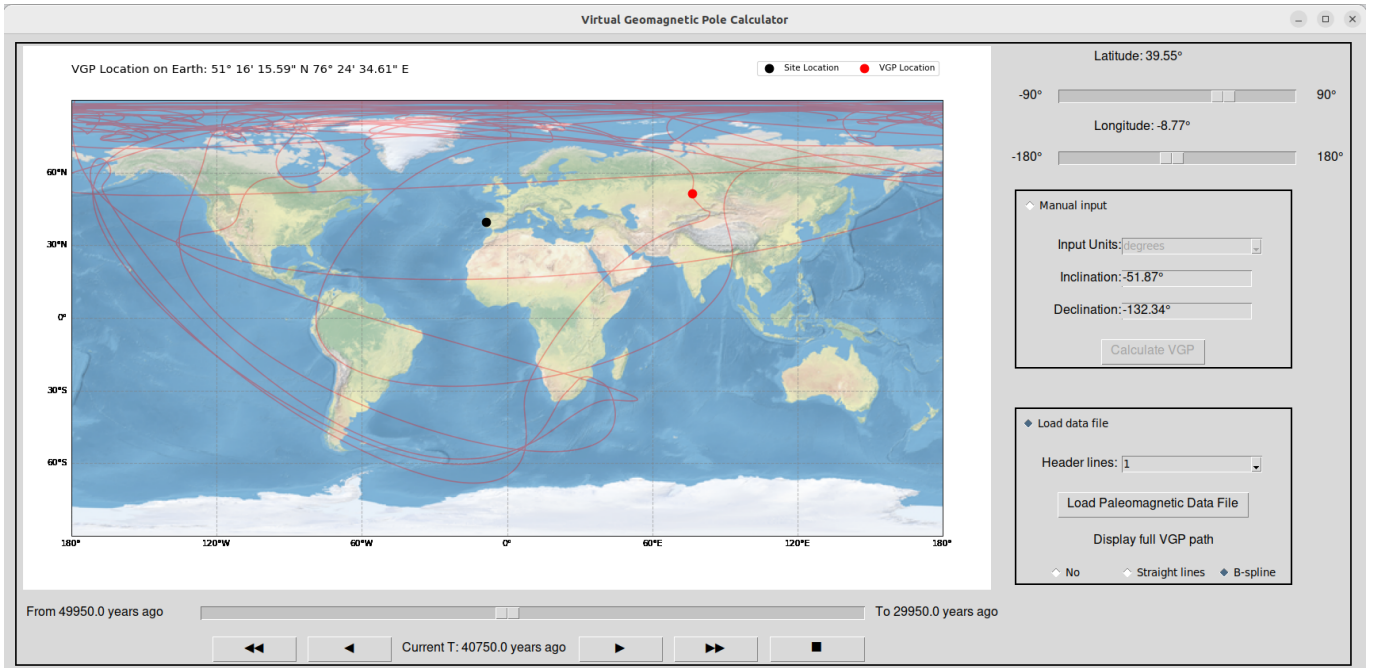 Virtual Geomagnetic Pole Calculator
VGP Location on Earth: 51° 16' 15.59" N 76° 24' 34.61" E
Site Location
VGP Location
60°N
30°N
0°
30°S
60°S
180°
120°W
60°W
0°
60°E
120°E
180°
Latitude: 39.55°
-90°
90°
Longitude: -8.77°
-180°
180°
Manual input
Input Units: degrees
Inclination: -51.87°
Declination: -132.34°
Calculate VGP
Load data file
Header lines: 1
Load Paleomagnetic Data File
Display full VGP path
No
Straight lines
B-spline
From 49950.0 years ago
To 29950.0 years ago
Current T: 40750.0 years ago